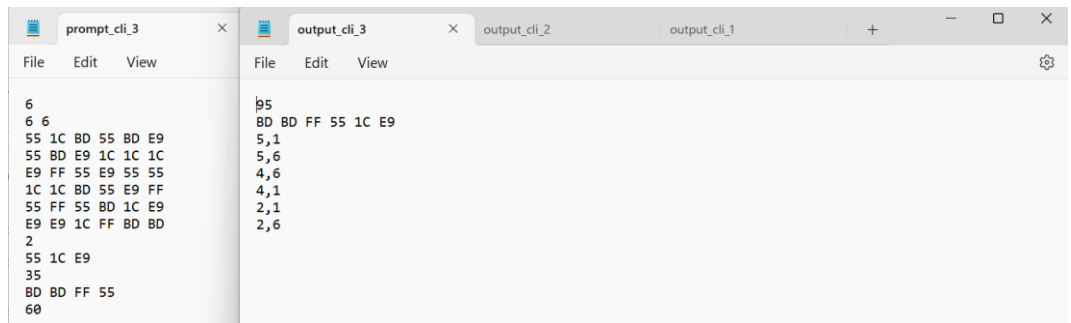 prompt_cli_3
File Edit View
6
6 6
55 1C BD 55 BD E9
55 BD E9 1C 1C 1C
E9 FF 55 E9 55 55
1C 1C BD 55 E9 FF
55 FF 55 BD 1C E9
E9 E9 1C FF BD BD
2
55 1C E9
35
BD BD FF 55
60
output_cli_3 output_cli_2 output_cli_1
File Edit View
95
BD BD FF 55 1C E9
5,1
5,6
4,6
4,1
2,1
2,6